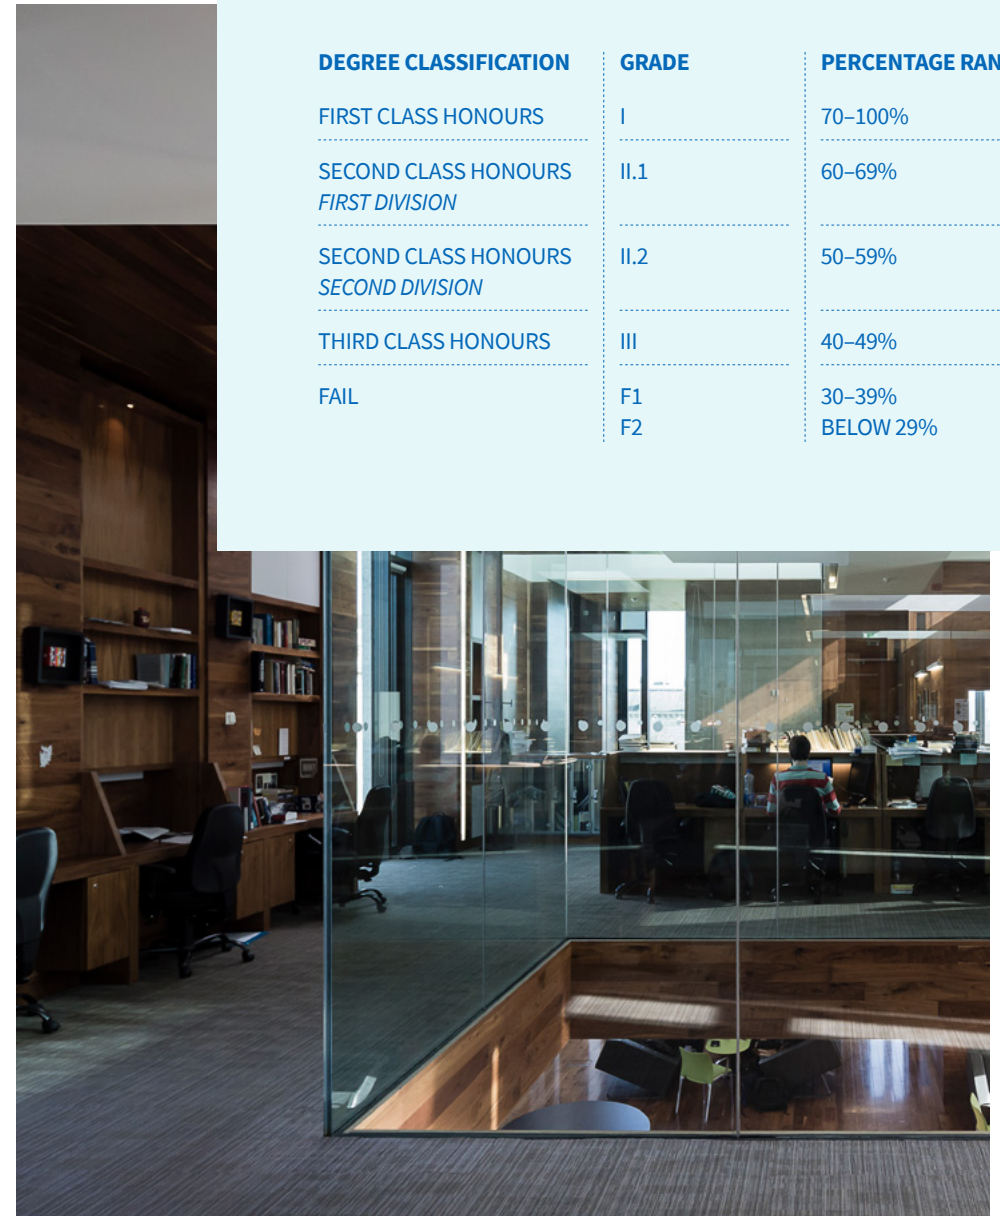 DEGREE CLASSIFICATION GRADE PERCENTAGE RAN
FIRST CLASS HONOURS I 70–100%
SECOND CLASS HONOURS II.1 60–69%
FIRST DIVISION
SECOND CLASS HONOURS II.2 50–59%
SECOND DIVISION
THIRD CLASS HONOURS III 40–49%
FAIL F1 30–39%
F2 BELOW 29%